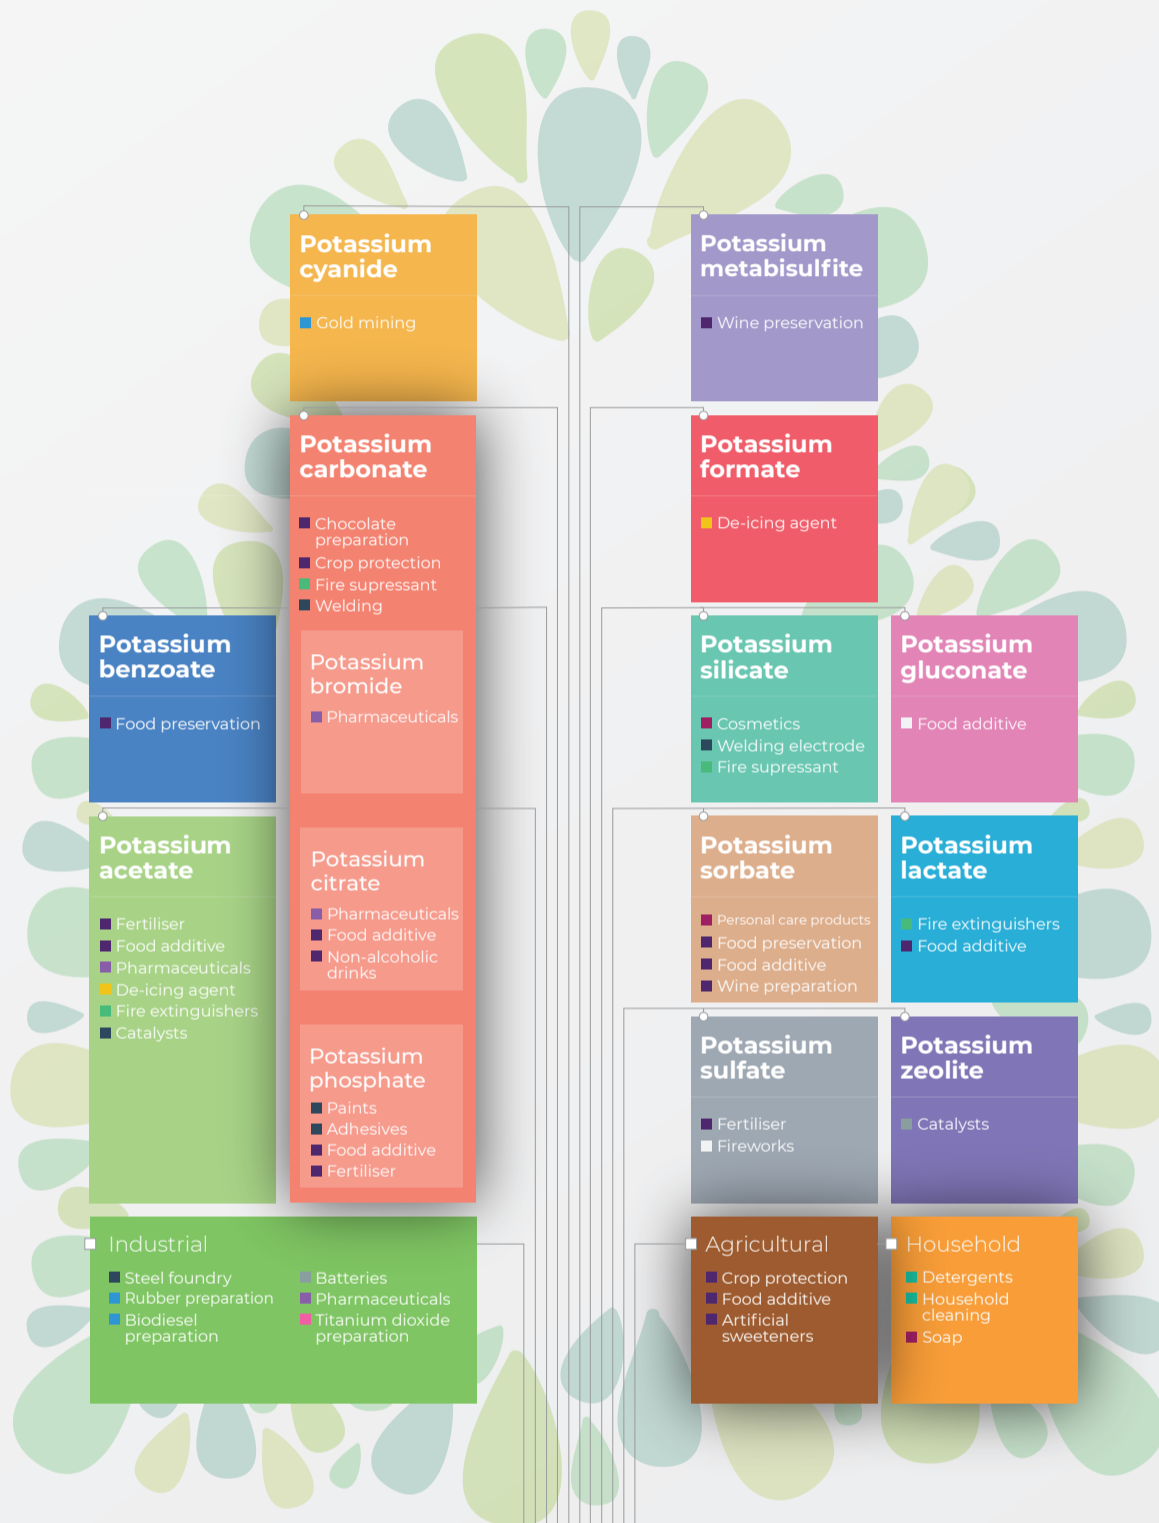 Potassium
cyanide
Gold mining
Potassium
metabisulfite
Wine preservation
Potassium
carbonate
Chocolate
preparation
Crop protection
Fire supressant
Welding
Potassium
bromide
Pharmaceuticals
Potassium
citrate
Pharmaceuticals
Food additive
Non-alcoholic
drinks
Potassium
phosphate
Paints
Adhesives
Food additive
Fertiliser
Potassium
formate
De-icing agent
Potassium
benzoate
Food preservation
Potassium
silicate
Cosmetics
Welding electrode
Fire supressant
Potassium
gluconate
Food additive
Potassium
acetate
Fertiliser
Food additive
Pharmaceuticals
De-icing agent
Fire extinguishers
Catalysts
Potassium
sorbate
Personal care products
Food preservation
Food additive
Wine preparation
Potassium
lactate
Fire extinguishers
Food additive
Potassium
sulfate
Fertiliser
Fireworks
Potassium
zeolite
Catalysts
Industrial
Steel foundry
Rubber preparation
Biodiesel
preparation
Batteries
Pharmaceuticals
Titanium dioxide
preparation
Agricultural
Crop protection
Food additive
Artificial
sweeteners
Household
Detergents
Household
cleaning
Soap